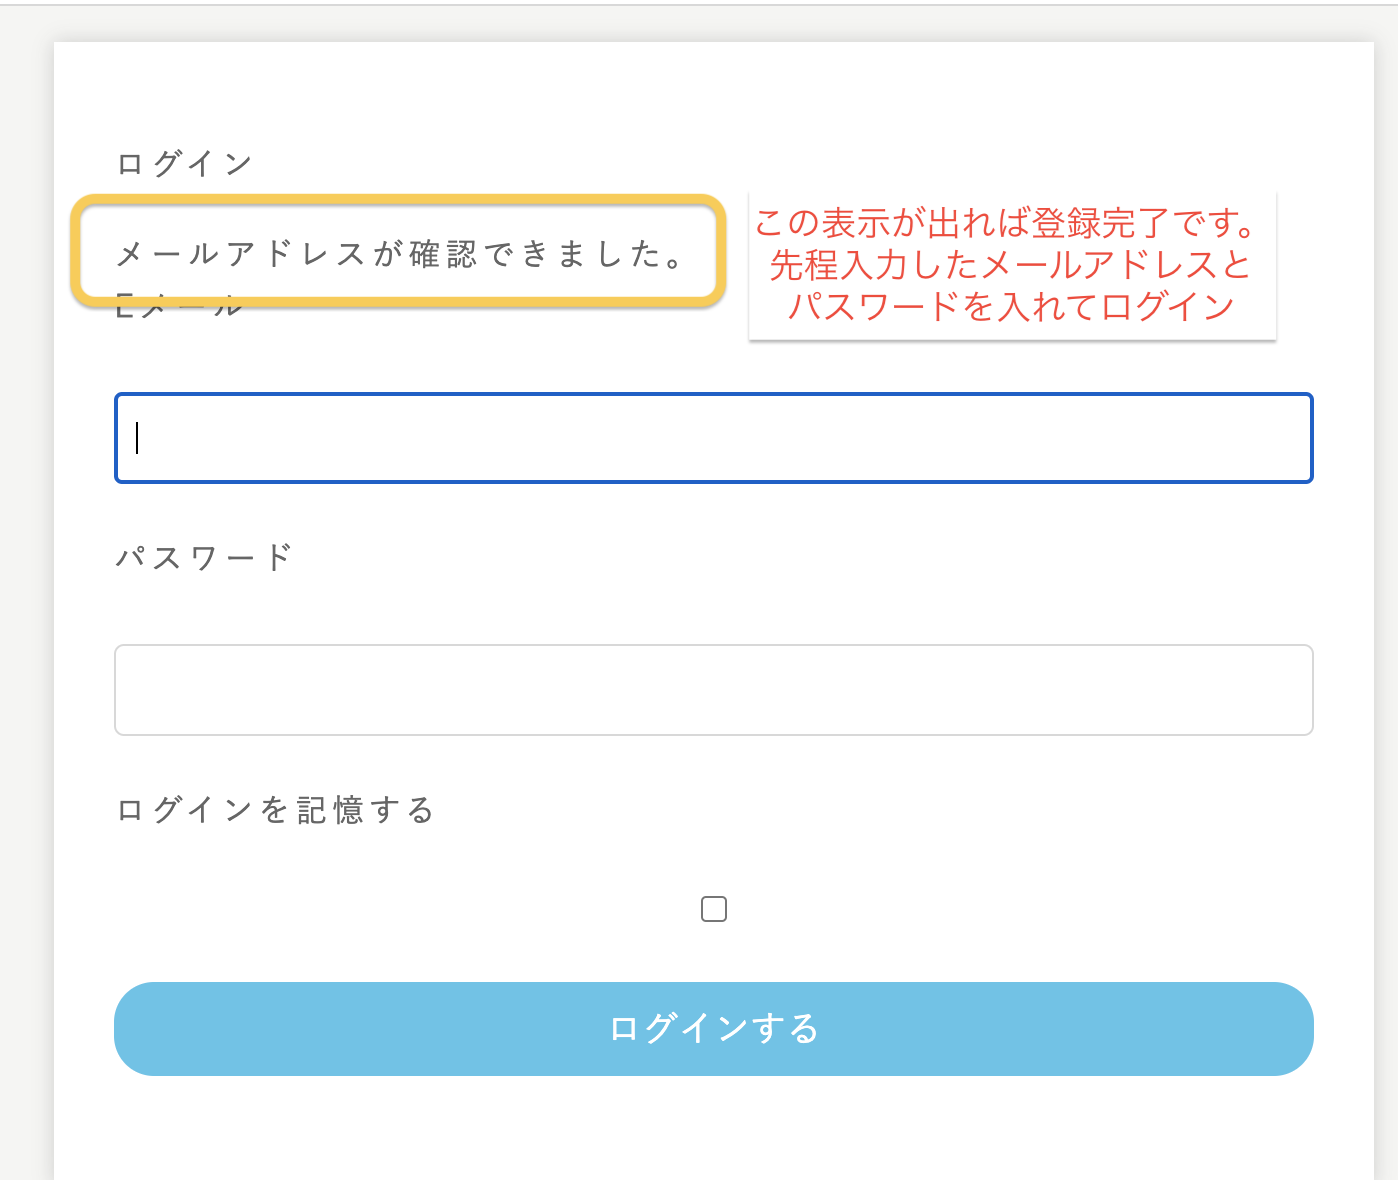 ログイン
メールアドレスが確認できました。
この表示が出れば登録完了です。
先程入力したメールアドレスと
パスワードを入れてログイン
Eメール
パスワード
ログインを記憶する
ログインする